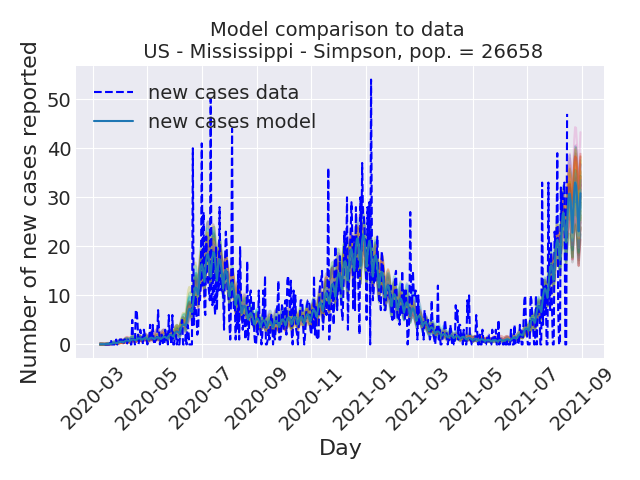 Model comparison to data
US - Mississippi - Simpson, pop. = 26658
Number of new cases reported
50
40
30
20
10
0
new cases data
new cases model
2020-03
2020-05
2020-07
2020-09
2020-11
2021-01
2021-03
2021-05
2021-07
2021-09
Day